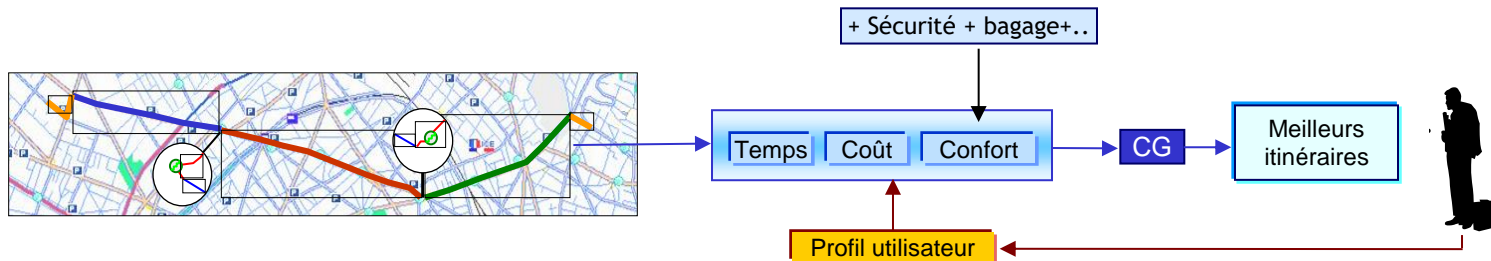 + Sécurité + bagage+..
Temps
Coût
Confort
CG
Meilleurs
itinéraires
Profil utilisateur